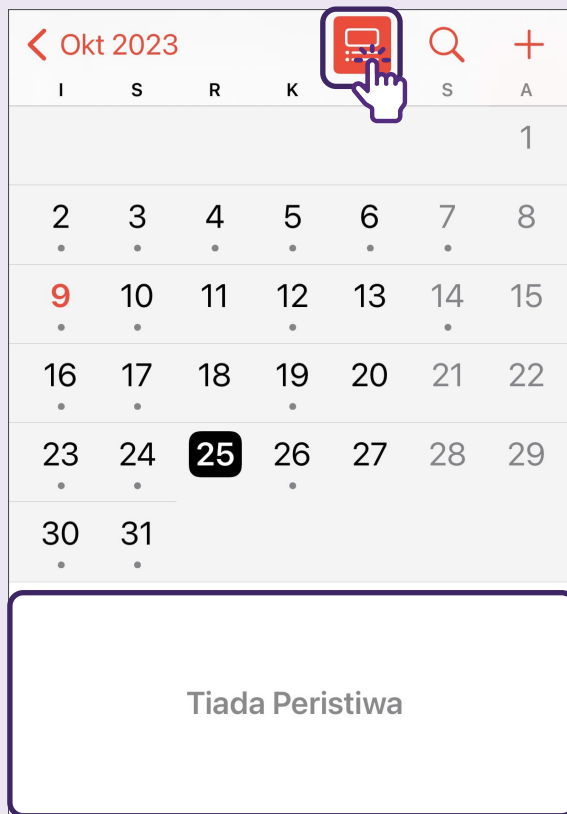 Okt 2023
I S R K S A
1
2 3 4 5 6 7 8
9 10 11 12 13 14 15
16 17 18 19 20 21 22
23 24 25 26 27 28 29
30 31
Tiada Peristiwa